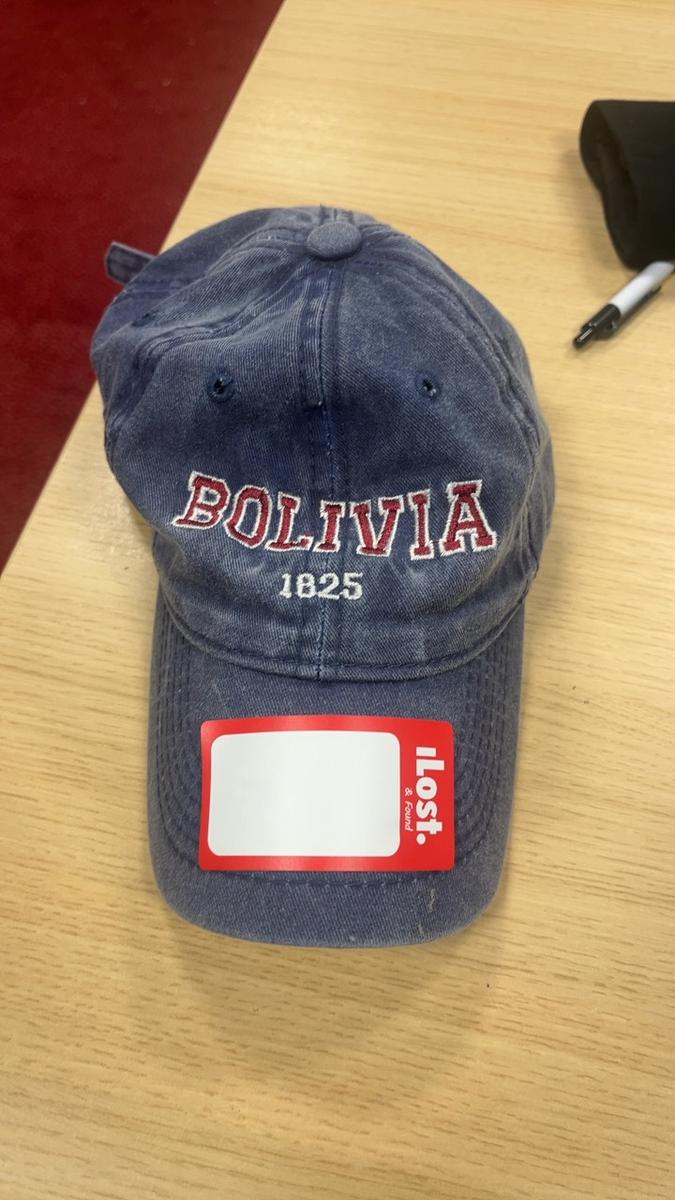 BOLIVIA
1825
iLost.
& Found